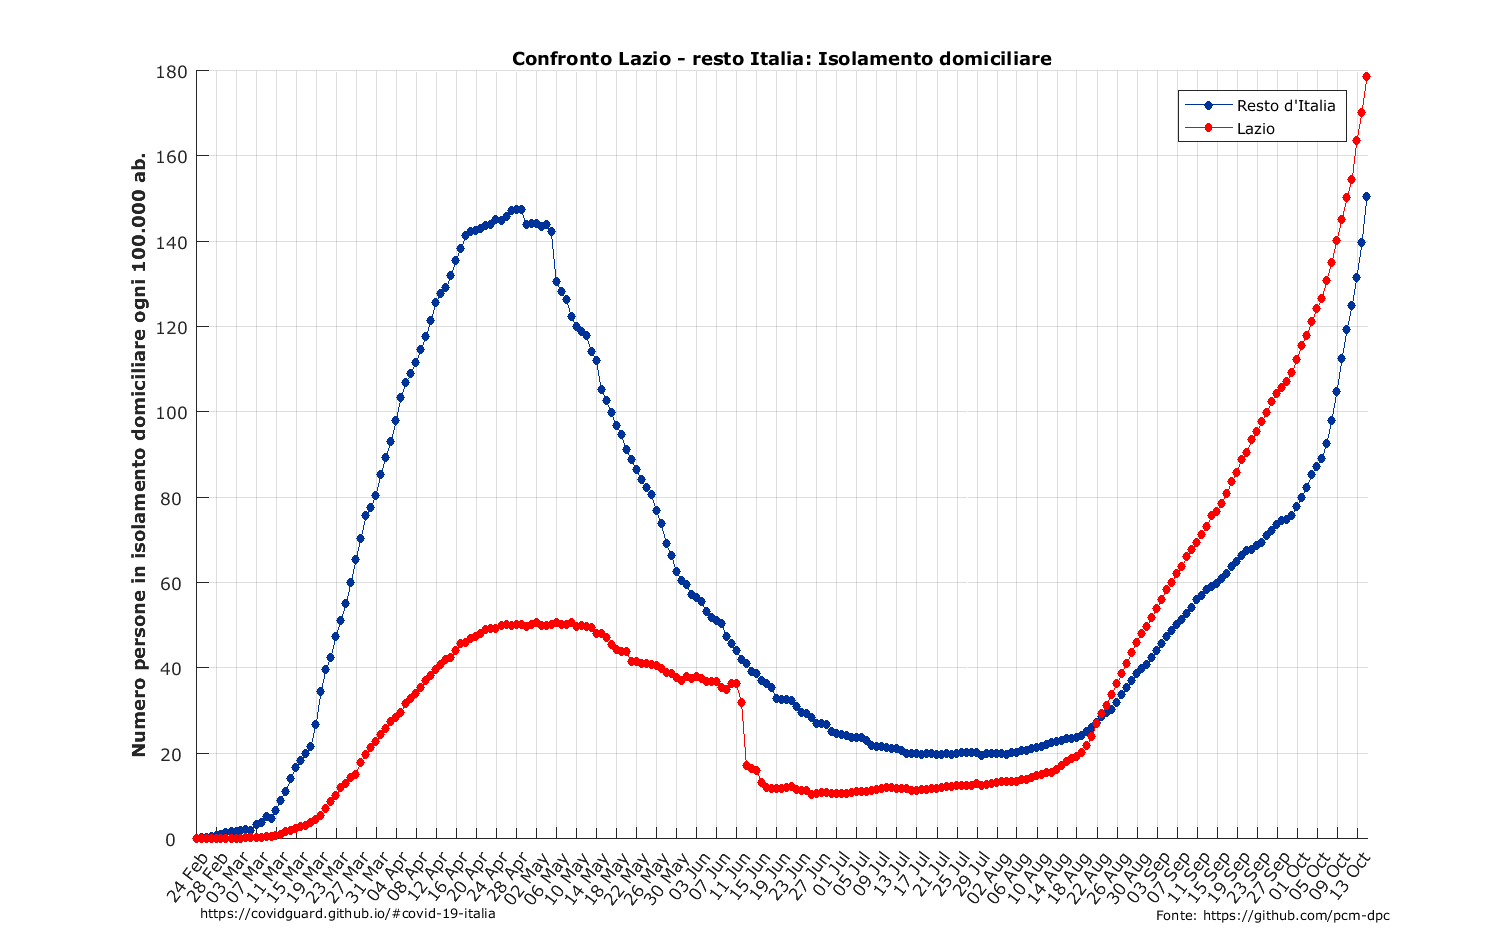 Confronto Lazio - resto Italia: Isolamento domiciliare
Numero persone in isolamento domiciliare ogni 100.000 ab.
180
160
140
120
100
80
60
40
20
0
Resto d'Italia
Lazio
24 Feb
28 Feb
03 Mar
07 Mar
11 Mar
15 Mar
19 Mar
23 Mar
27 Mar
31 Mar
04 Apr
08 Apr
12 Apr
16 Apr
20 Apr
24 Apr
28 Apr
02 May
06 May
10 May
14 May
18 May
22 May
26 May
30 May
03 Jun
07 Jun
11 Jun
15 Jun
19 Jun
23 Jun
27 Jun
01 Jul
05 Jul
09 Jul
13 Jul
17 Jul
21 Jul
25 Jul
29 Jul
02 Aug
06 Aug
10 Aug
14 Aug
18 Aug
22 Aug
26 Aug
30 Aug
03 Sep
07 Sep
11 Sep
15 Sep
19 Sep
23 Sep
27 Sep
01 Oct
05 Oct
09 Oct
13 Oct
https://covidguard.github.io/#covid-19-italia
Fonte: https://github.com/pcm-dpc